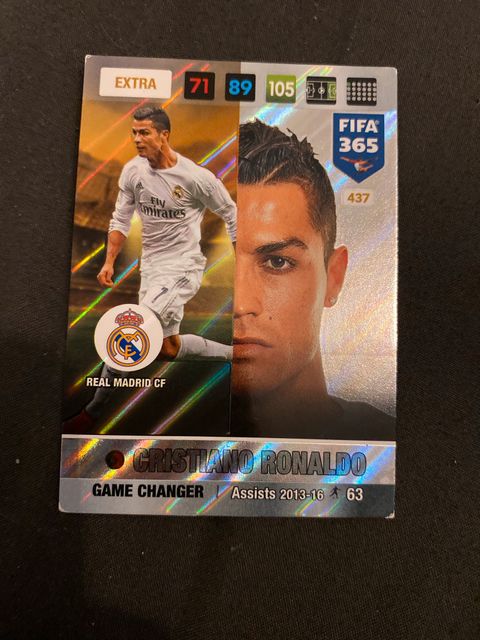 EXTRA 71 89 105
FIFA
365
437
Fly
Emirates
7
REAL MADRID CF
CRISTIANO RONALDO
GAME CHANGER | Assists 2013-16 63